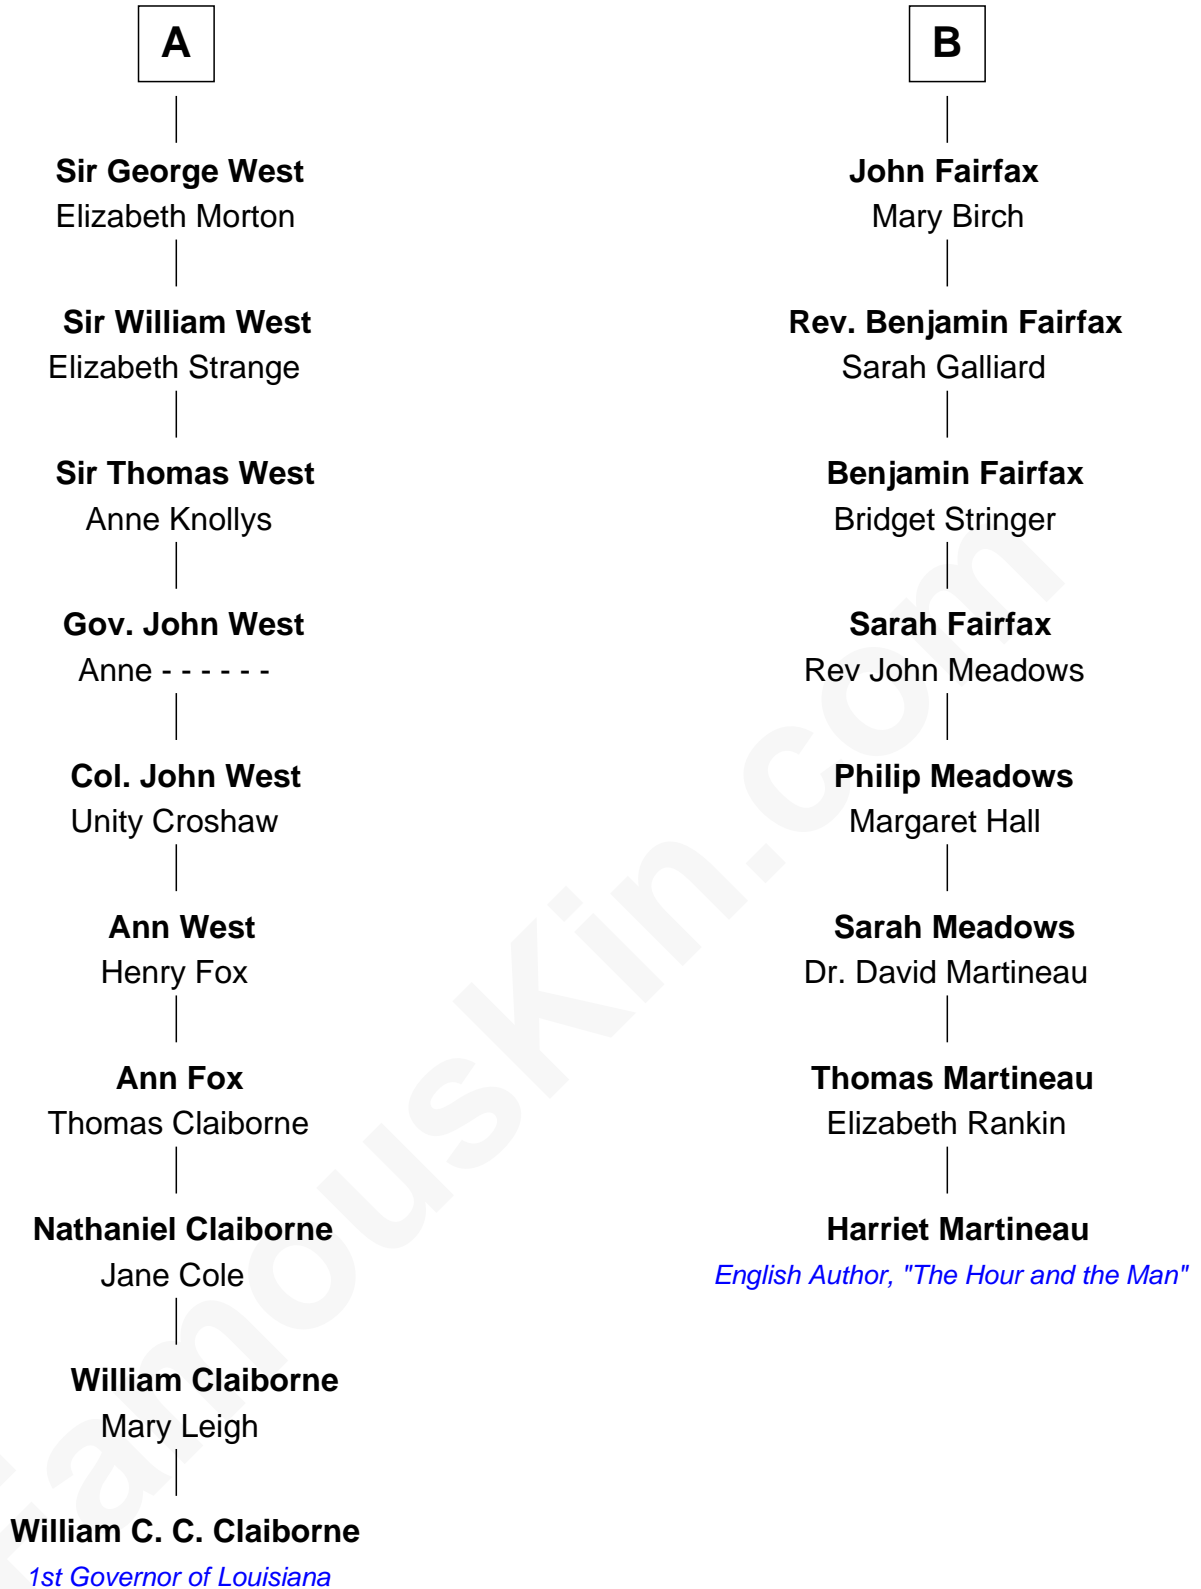 A
Sir George West
Elizabeth Morton
Sir William West
Elizabeth Strange
Sir Thomas West
Anne Knollys
Gov. John West
Anne - - - - - -
Col. John West
Unity Croshaw
Ann West
Henry Fox
Ann Fox
Thomas Claiborne
Nathaniel Claiborne
Jane Cole
William Claiborne
Mary Leigh
William C. C. Claiborne
1st Governor of Louisiana
B
John Fairfax
Mary Birch
Rev. Benjamin Fairfax
Sarah Galliard
Benjamin Fairfax
Bridget Stringer
Sarah Fairfax
Rev John Meadows
Philip Meadows
Margaret Hall
Sarah Meadows
Dr. David Martineau
Thomas Martineau
Elizabeth Rankin
Harriet Martineau
English Author, "The Hour and the Man"
FamousKin.com